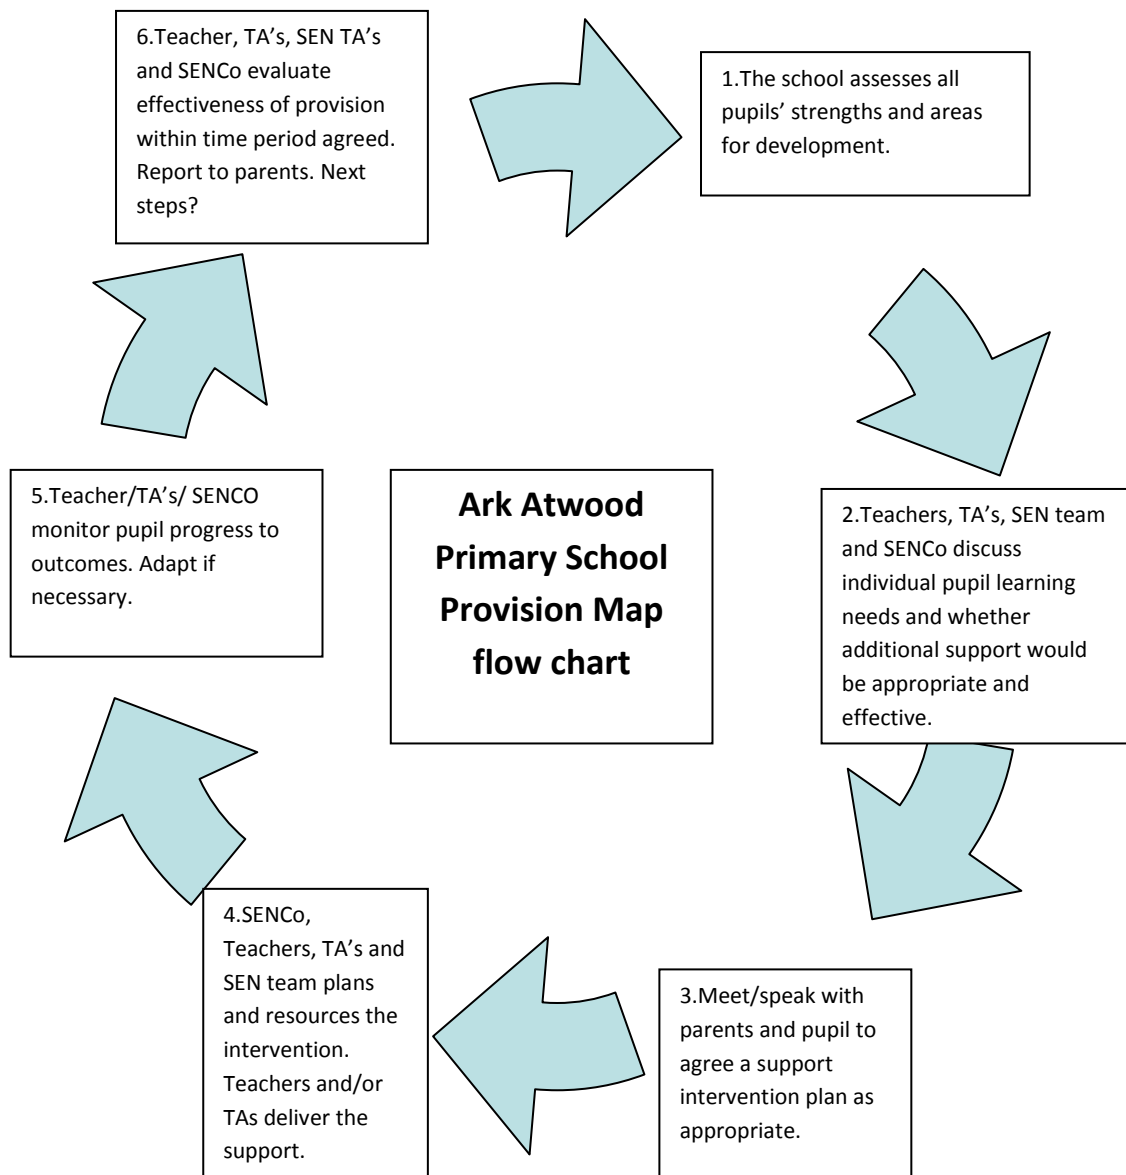 Ark Atwood
Primary School
Provision Map
flow chart
1.The school assesses all
pupils’ strengths and areas
for development.
2.Teachers, TA’s, SEN team
and SENCo discuss
individual pupil learning
needs and whether
additional support would
be appropriate and
effective.
3.Meet/speak with
parents and pupil to
agree a support
intervention plan as
appropriate.
4.SENCo,
Teachers, TA’s and
SEN team plans
and resources the
intervention.
Teachers and/or
TAs deliver the
support.
5.Teacher/TA’s/ SENCO
monitor pupil progress to
outcomes. Adapt if
necessary.
6.Teacher, TA’s, SEN TA’s
and SENCo evaluate
effectiveness of provision
within time period agreed.
Report to parents. Next
steps?